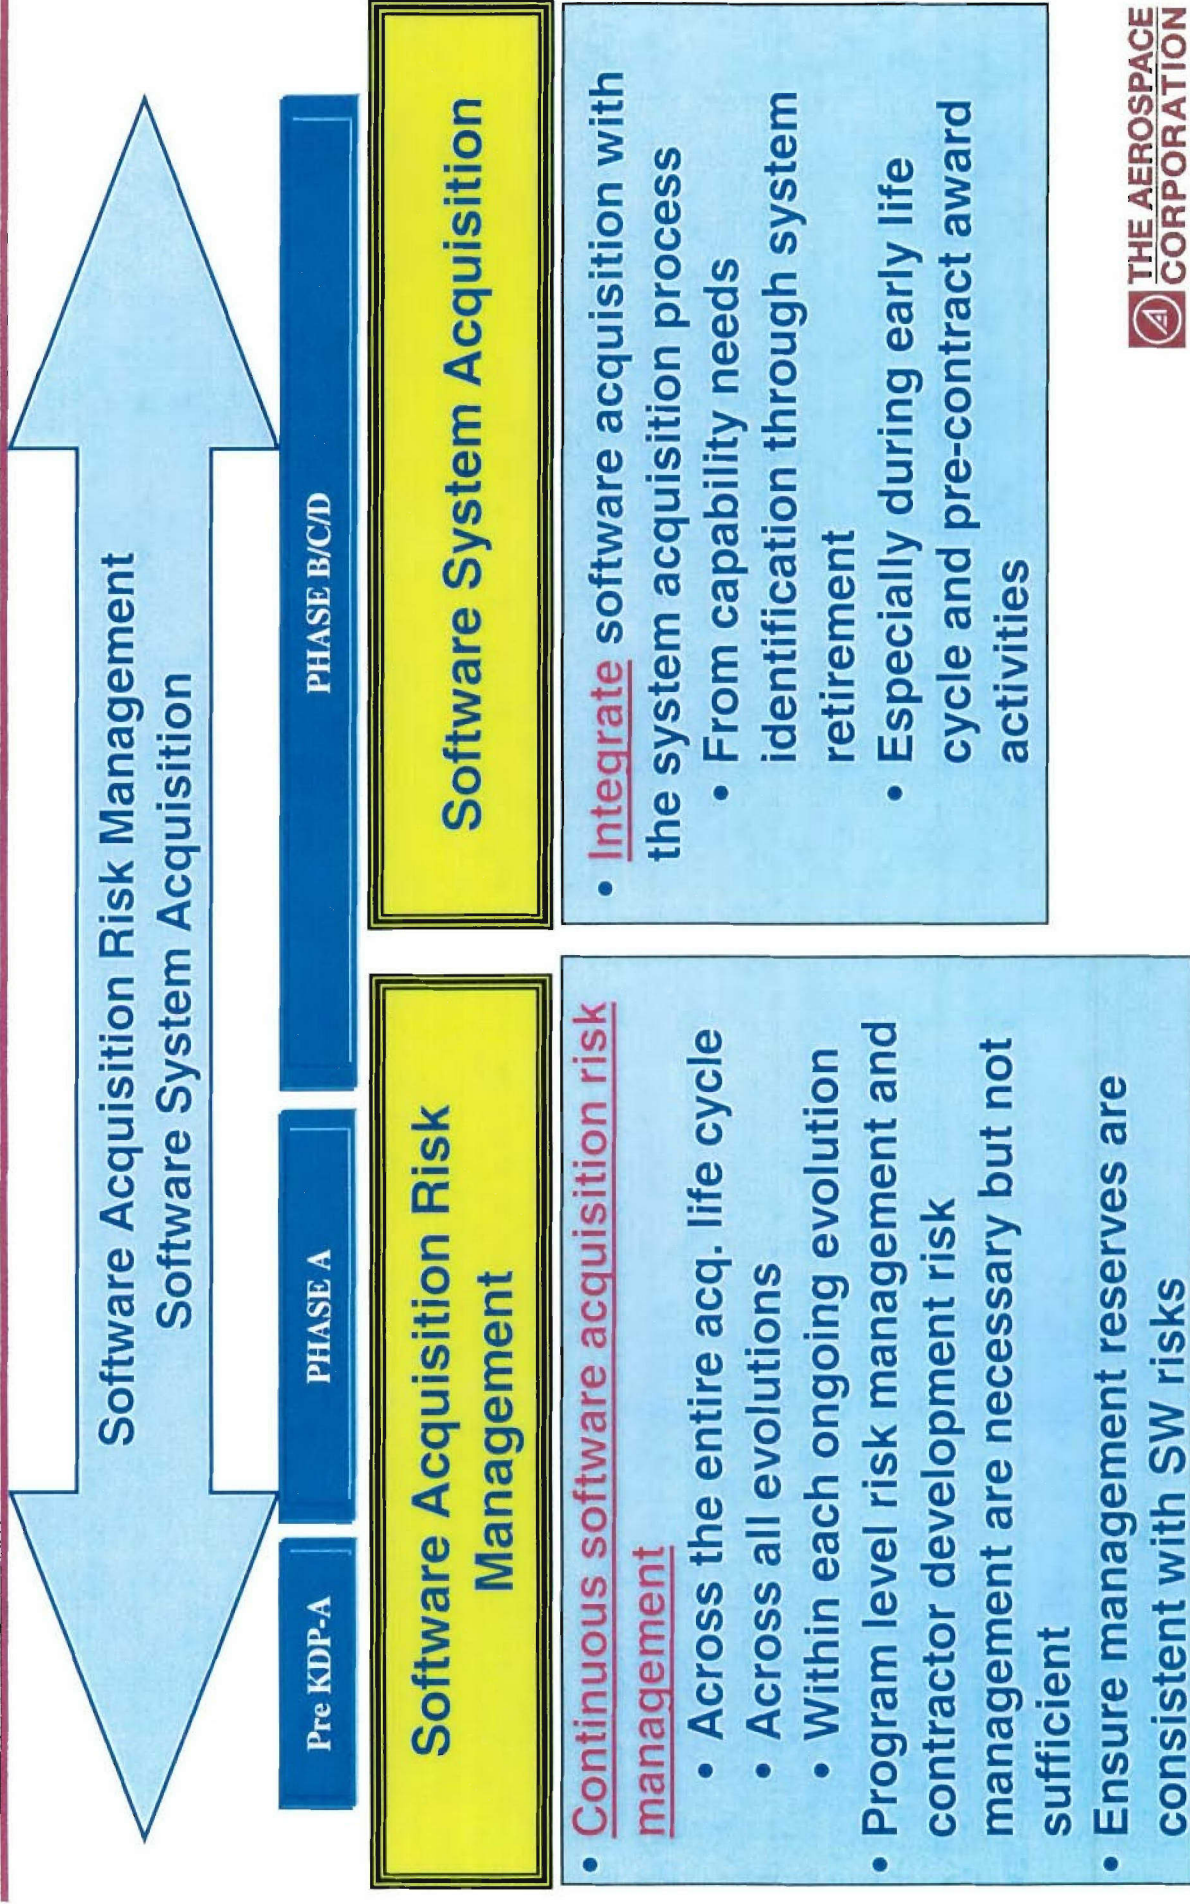 Software Acquisition Risk Management
Software System Acquisition
Pre KDP-A
PHASE A
PHASE B/C/D
Software Acquisition Risk
Management
• Continuous software acquisition risk
management
• Across the entire acq. life cycle
• Across all evolutions
• Within each ongoing evolution
• Program level risk management and
contractor development risk
management are necessary but not
sufficient
• Ensure management reserves are
consistent with SW risks
Software System Acquisition
• Integrate software acquisition with
the system acquisition process
• From capability needs
identification through system
retirement
• Especially during early life
cycle and pre-contract award
activities
THE AEROSPACE
CORPORATION